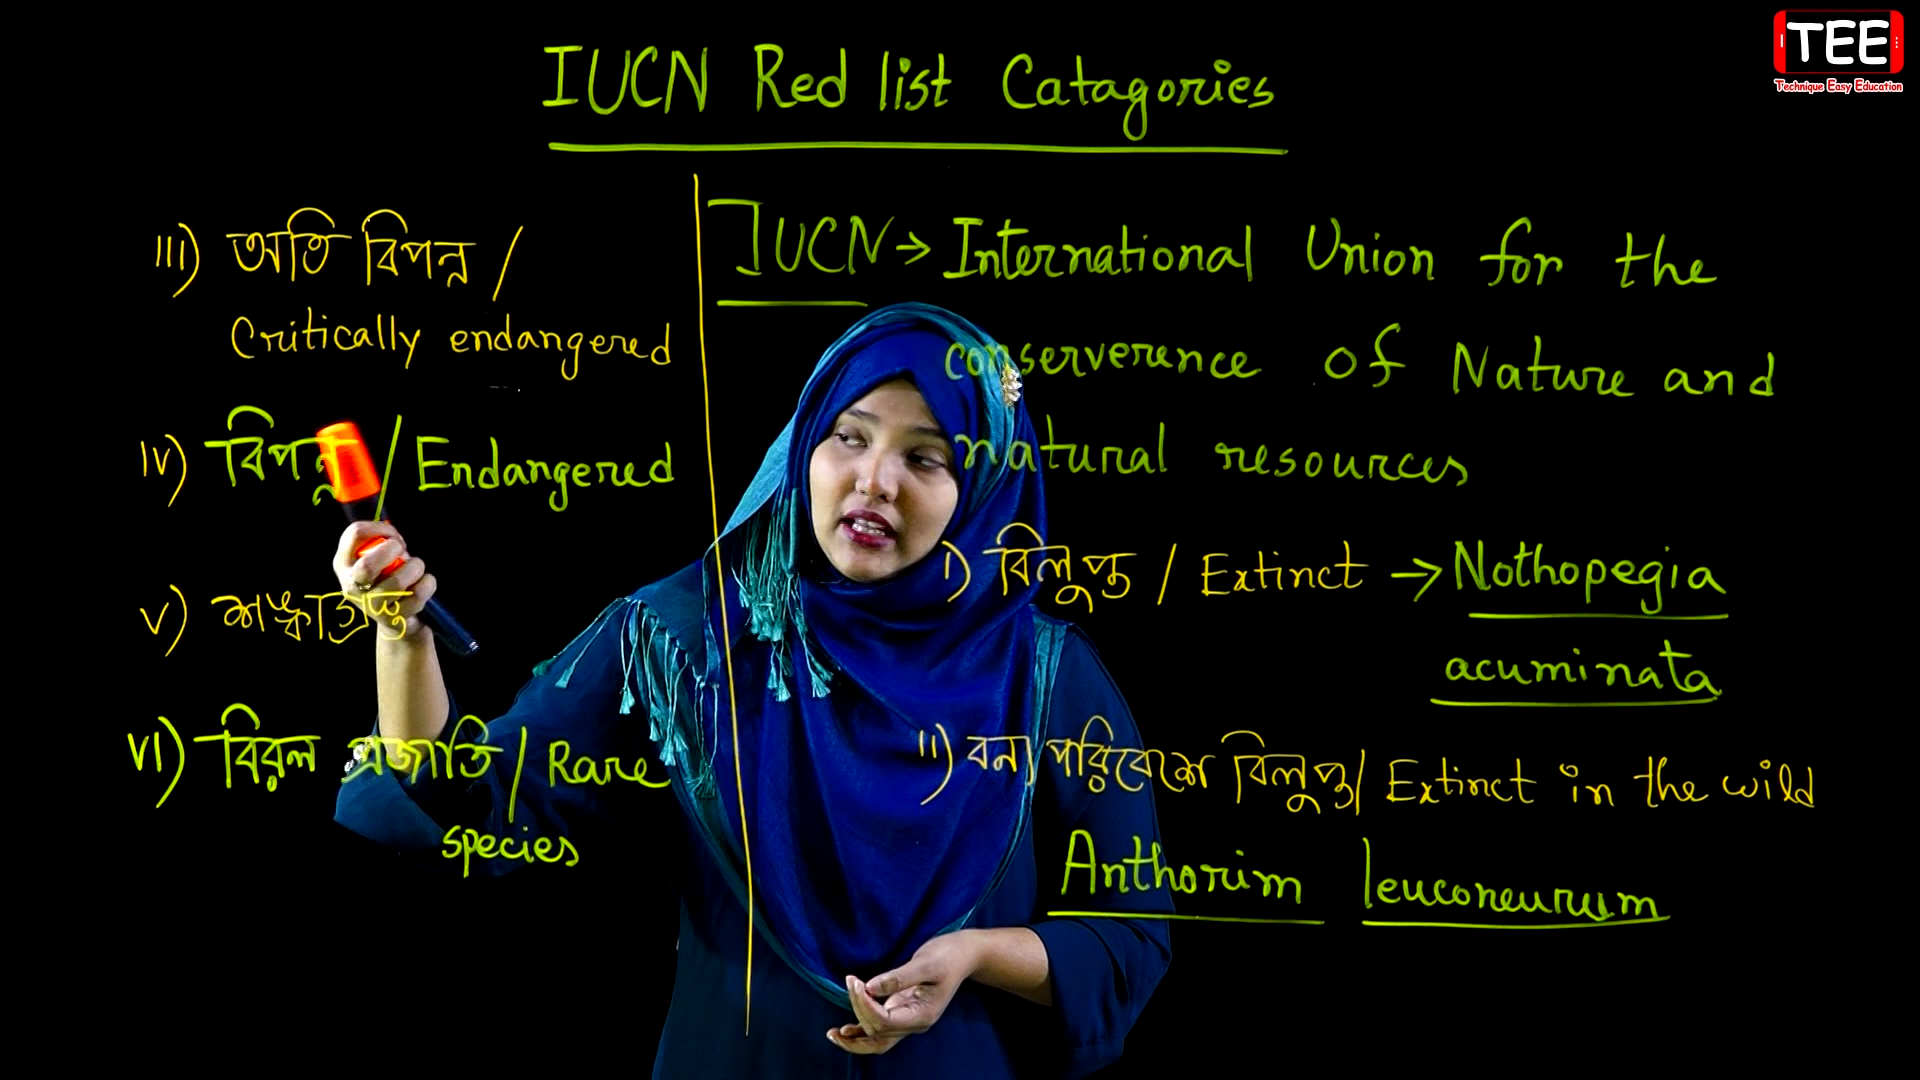 TEE
Technique Easy Education
IUCN Red list Catagories
IUCN → International Union for the
conserverence of Nature and
natural resources
i) বিলুপ্ত / Extinct → Nothopegia
acuminata
ii) বন্য পরিবেশে বিলুপ্ত/ Extinct in the wild
Anthorim leuconeurum
iii) অতি বিপন্ন /
Critically endangered
iv) বিপন্ন / Endangered
v) শঙ্কাগ্রস্ত
vi) বিরল প্রজাতি / Rare
species